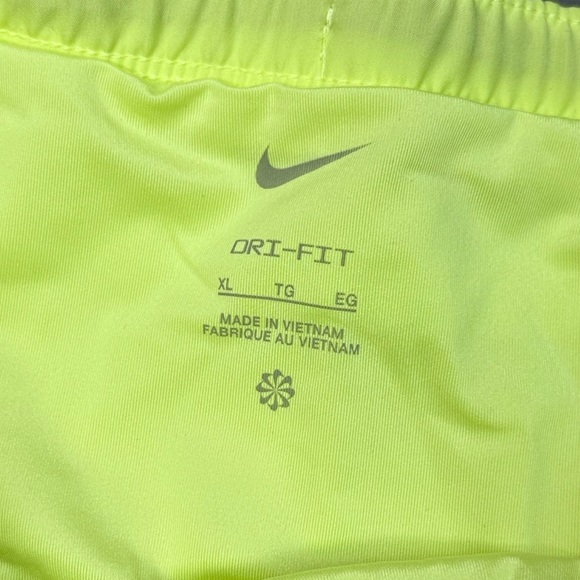 DRI-FIT
XL TG EG
MADE IN VIETNAM
FABRIQUE AU VIETNAM